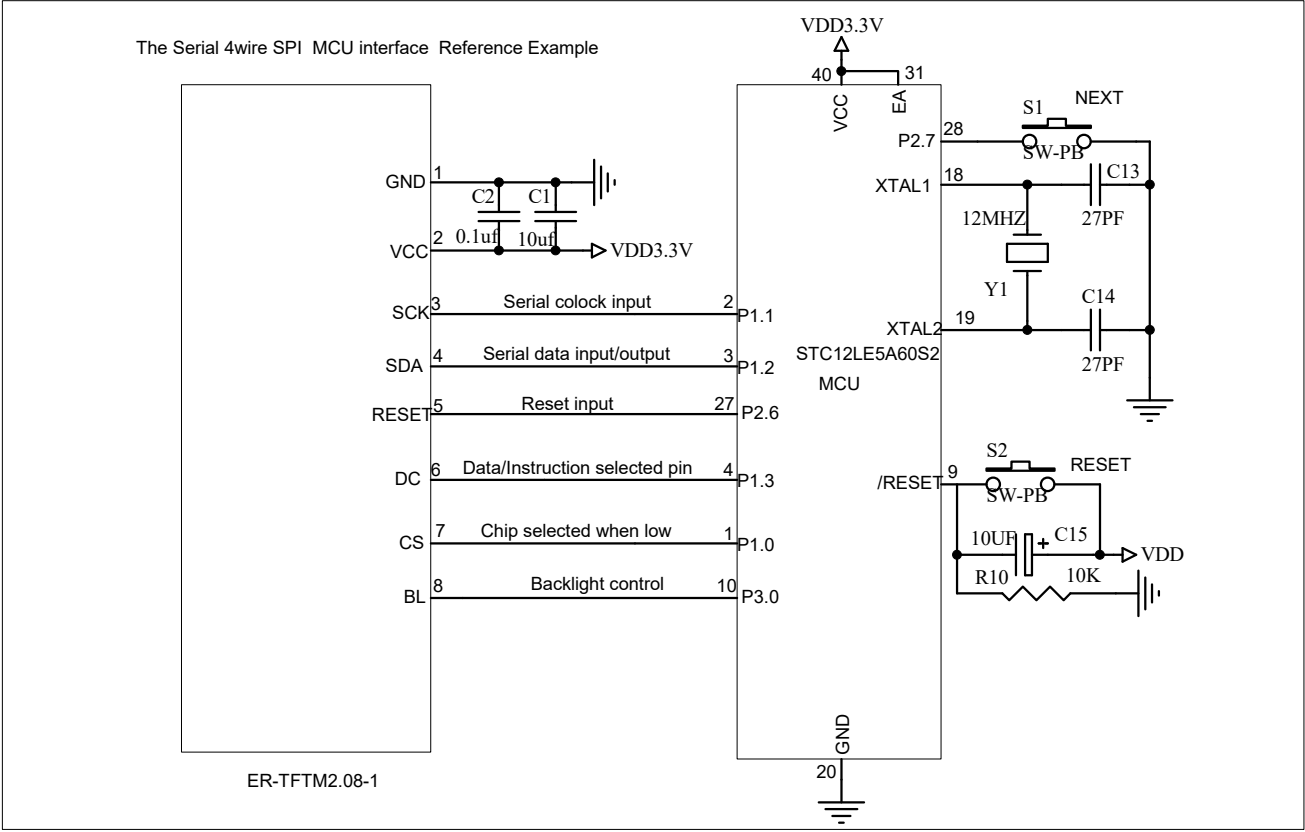 The Serial 4wire SPI MCU interface Reference Example
VDD3.3V
40
31
VCC
EA
GND
1
C2
C1
0.1uf
10uf
VCC
2
VDD3.3V
SCK
3
Serial colock input
2
P1.1
SDA
4
Serial data input/output
3
P1.2
RESET
5
Reset input
27
P2.6
DC
6
Data/Instruction selected pin
4
P1.3
CS
7
Chip selected when low
1
P1.0
BL
8
Backlight control
10
P3.0
ER-TFTM2.08-1
P2.7
28
S1
NEXT
SW-PB
XTAL1
18
C13
12MHZ
27PF
Y1
C14
XTAL2
19
27PF
STC12LE5A60S2
MCU
S2
RESET
/RESET
9
SW-PB
10UF
+
C15
VDD
R10
10K
GND
20